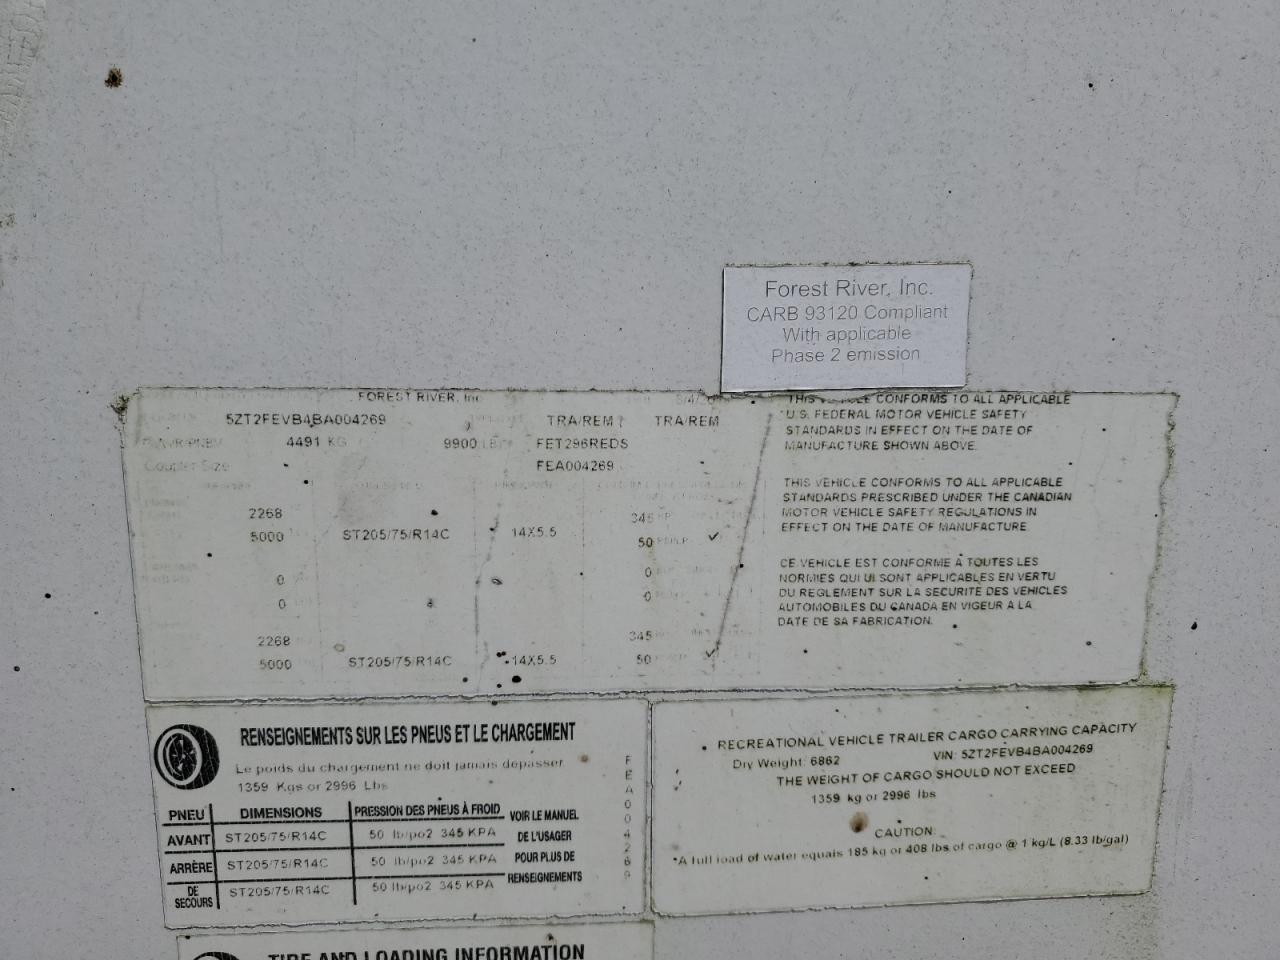 Forest River, Inc.
CARB 93120 Compliant
With applicable
Phase 2 emission
FOREST RIVER, Inc
5ZT2FEVB4BA004269
TRA/REM
TRA/REM
4491 KG
9900
FET296REDS
Coupler Size
FEA004269
2268
345
5000
ST205/75/R14C
14X5.5
50
0
0
0
0
2268
345
5000
ST205/75/R14C
14X5.5
50
THIS VEHICLE CONFORMS TO ALL APPLICABLE
U.S. FEDERAL MOTOR VEHICLE SAFETY
STANDARDS IN EFFECT ON THE DATE OF
MANUFACTURE SHOWN ABOVE.
THIS VEHICLE CONFORMS TO ALL APPLICABLE
STANDARDS PRESCRIBED UNDER THE CANADIAN
MOTOR VEHICLE SAFETY REGULATIONS IN
EFFECT ON THE DATE OF MANUFACTURE.
CE VEHICLE EST CONFORME À TOUTES LES
NORMES QUI UI SONT APPLICABLES EN VERTU
DU REGLEMENT SUR LA SECURITE DES VEHICLES
AUTOMOBILES DU CANADA EN VIGEUR A LA
DATE DE SA FABRICATION.
RENSEIGNEMENTS SUR LES PNEUS ET LE CHARGEMENT
Le poids du chargement ne doit jamais depasser
1359 Kgs or 2996 Lbs
PNEU DIMENSIONS PRESSION DES PNEUS À FROID
AVANT ST205/75/R14C 50 lb/po2 345 KPA
ARRÈRE ST205/75/R14C 50 lb/po2 345 KPA
DE SECOURS ST205/75/R14C 50 lb/po2 345 KPA
VOIR LE MANUEL
DE L'USAGER
POUR PLUS DE
RENSEIGNEMENTS
FEA004269
RECREATIONAL VEHICLE TRAILER CARGO CARRYING CAPACITY
Dry Weight: 6862 VIN: 5ZT2FEVB4BA004269
THE WEIGHT OF CARGO SHOULD NOT EXCEED
1359 kg or 2996 lbs
CAUTION:
*A full load of water equals 185 kg or 408 lbs of cargo @ 1 kg/L (8.33 lb/gal)
TIRE AND LOADING INFORMATION